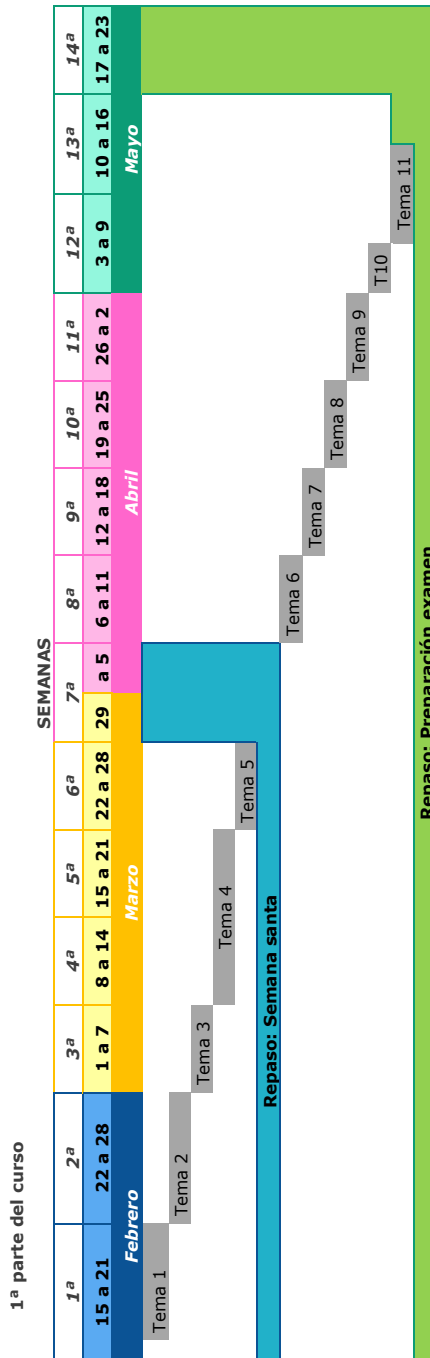 1ª parte del curso
SEMANAS
1ª
2ª
3ª
4ª
5ª
6ª
7ª
8ª
9ª
10ª
11ª
12ª
13ª
14ª
15 a 21
22 a 28
1 a 7
8 a 14
15 a 21
22 a 28
29
a 5
6 a 11
12 a 18
19 a 25
26 a 2
3 a 9
10 a 16
17 a 23
Febrero
Marzo
Abril
Mayo
Tema 1
Tema 2
Tema 3
Tema 4
Tema 5
Repaso: Semana santa
Tema 6
Tema 7
Tema 8
Tema 9
T10
Tema 11
Repaso: Preparación examen